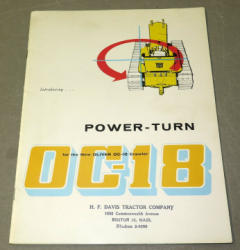 Introducing ....
POWER-TURN
for the New OLIVER OC-18 Crawler
OC-18
H. F. DAVIS TRACTOR COMPANY
Commonwealth Avenue
BOSTON 15, MASS.